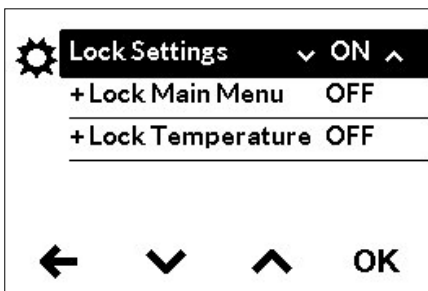 Lock Settings ON
+Lock Main Menu OFF
+Lock Temperature OFF
OK